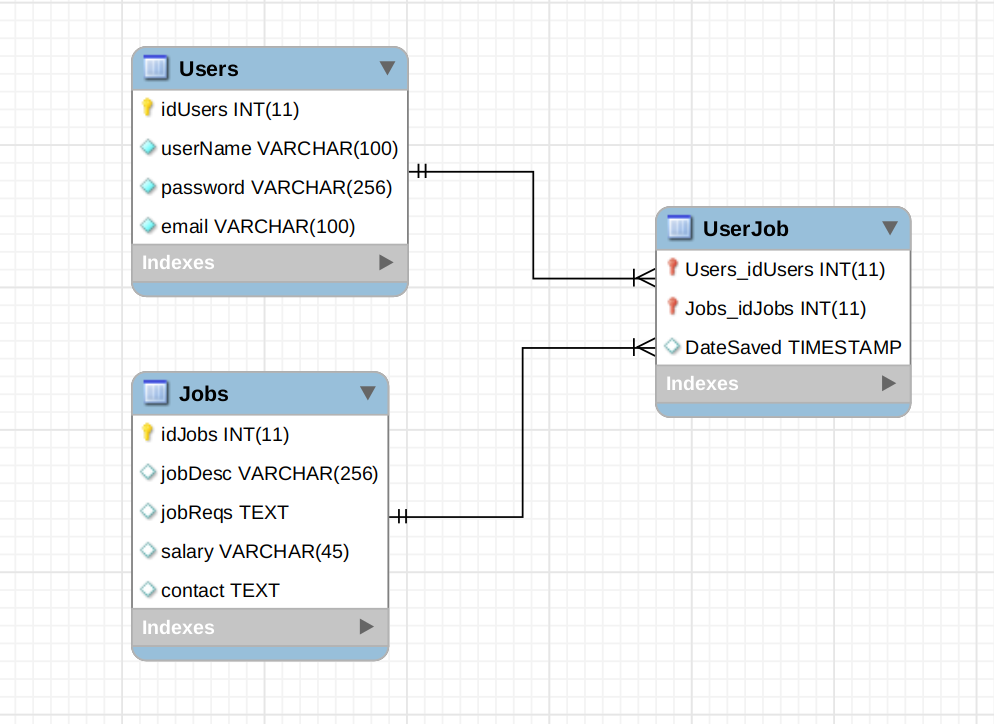 Users
idUsers INT(11)
userName VARCHAR(100)
password VARCHAR(256)
email VARCHAR(100)
Indexes
UserJob
Users_idUsers INT(11)
Jobs_idJobs INT(11)
DateSaved TIMESTAMP
Indexes
Jobs
idJobs INT(11)
jobDesc VARCHAR(256)
jobReqs TEXT
salary VARCHAR(45)
contact TEXT
Indexes